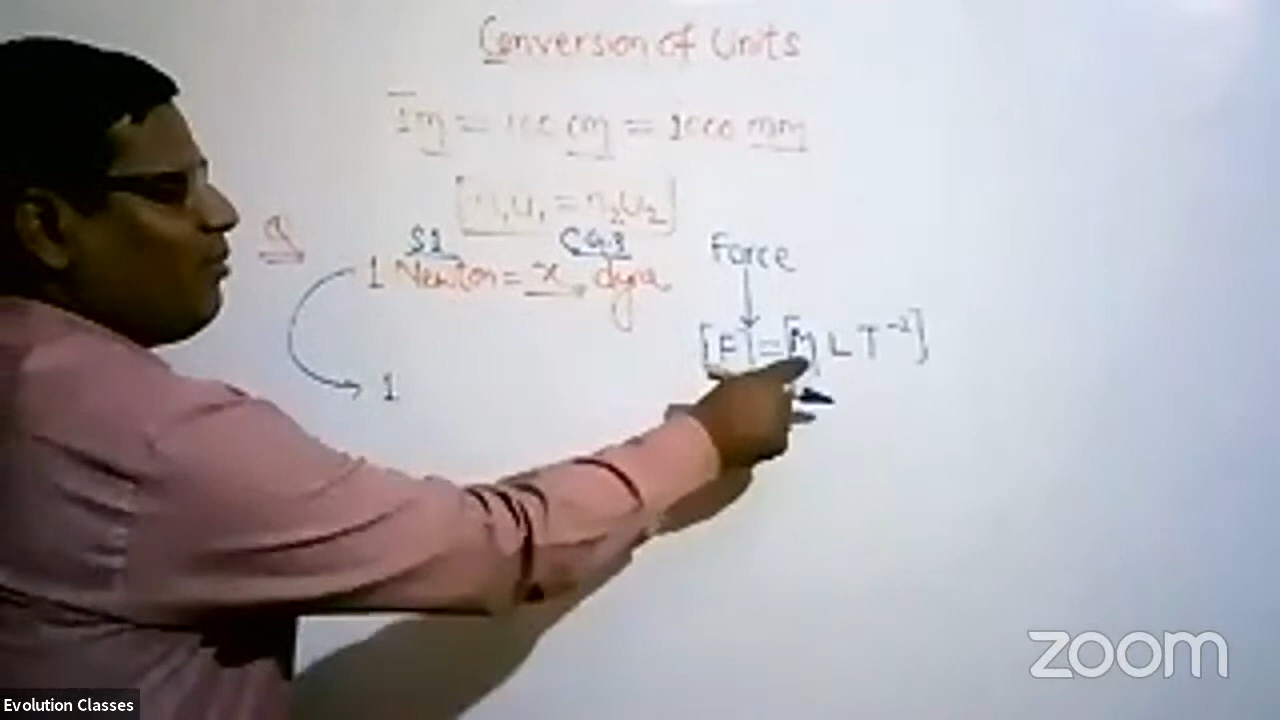 Conversion of Units
1m = 100 cm = 1000 mm
n₁u₁ = n₂u₂
SI CGS Force
Q 1 Newton = x dyne
[F] = [M L T⁻²]
1
zoom
Evolution Classes